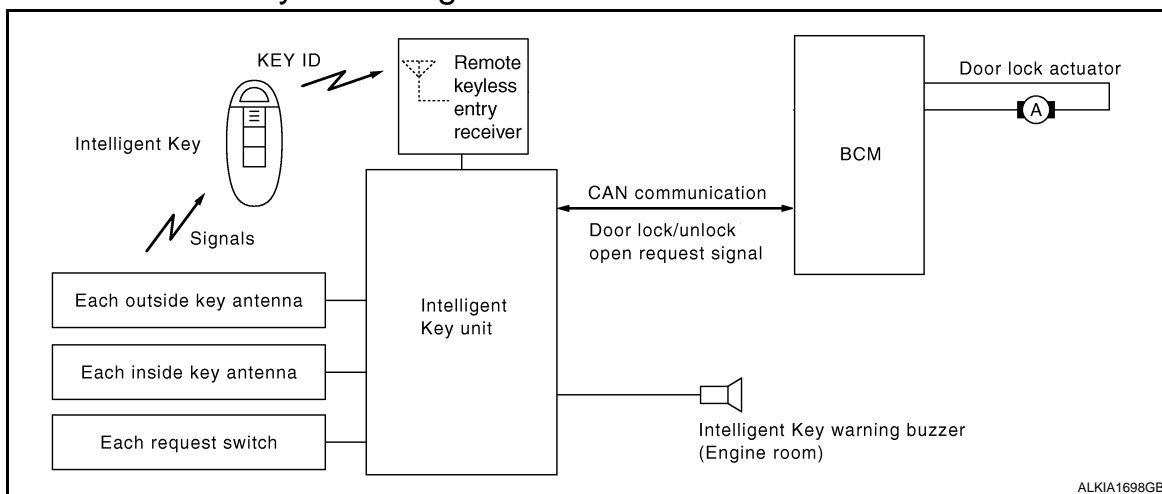 KEY ID
Remote
keyless
entry
receiver
Intelligent Key
Signals
Each outside key antenna
Each inside key antenna
Each request switch
Intelligent
Key unit
CAN communication
Door lock/unlock
open request signal
BCM
Door lock actuator
A
Intelligent Key warning buzzer
(Engine room)
ALKIA1698GB